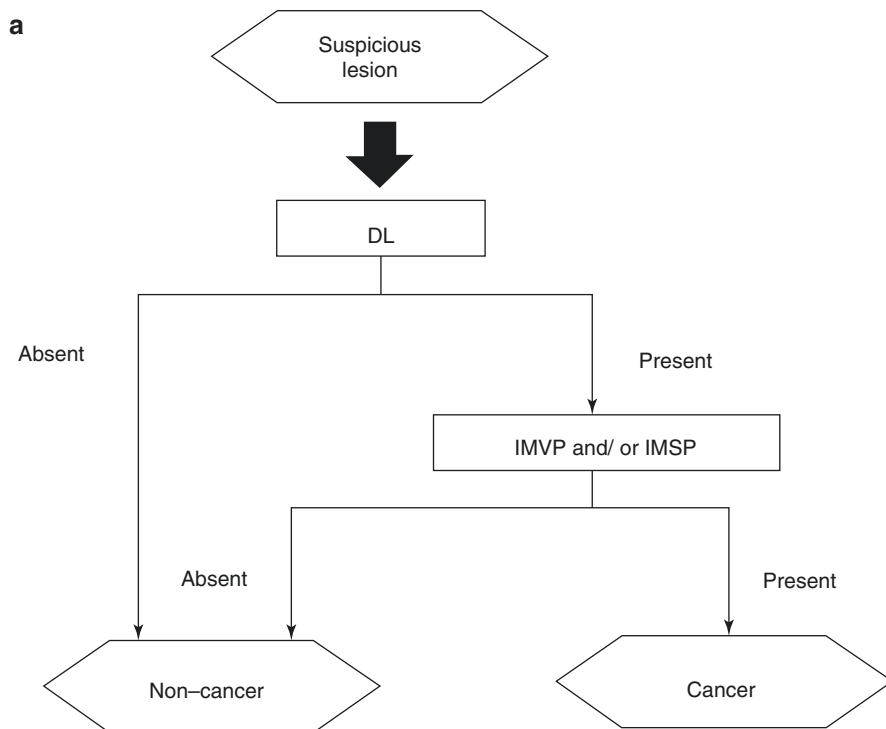 a
Suspicious
lesion
DL
Absent
Present
IMVP and/ or IMSP
Absent
Present
Non–cancer
Cancer